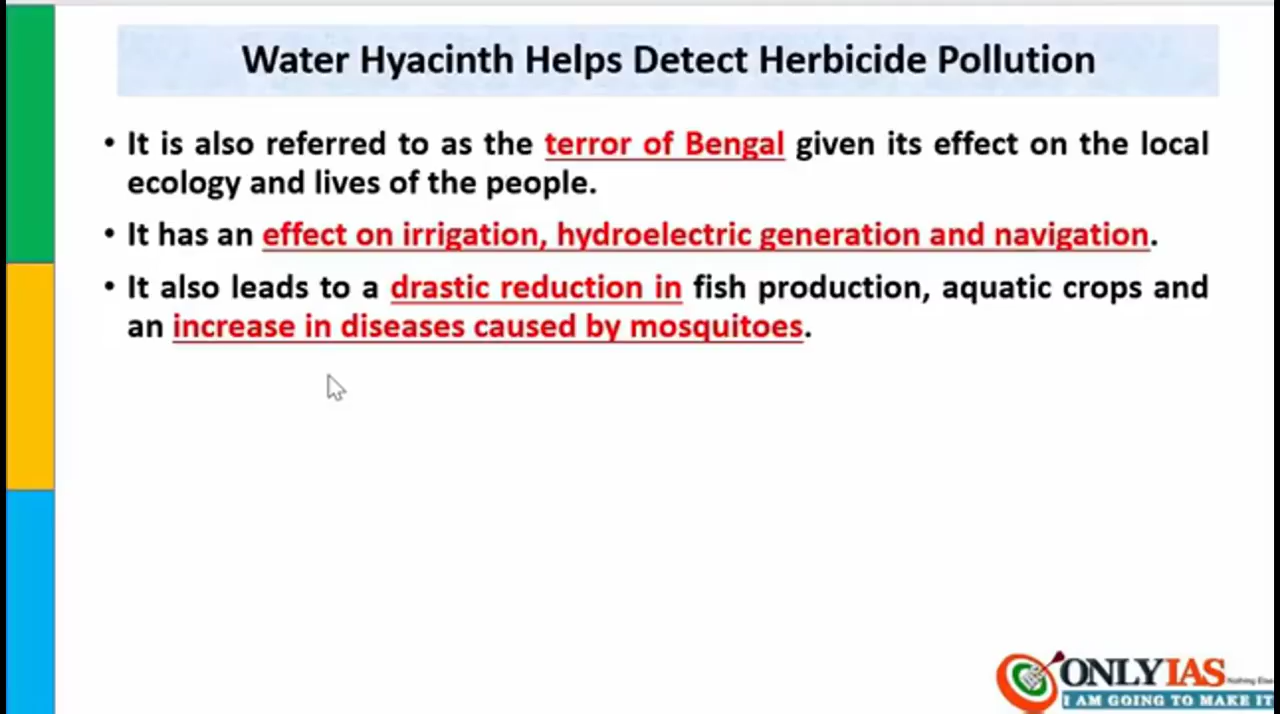 Water Hyacinth Helps Detect Herbicide Pollution
• It is also referred to as the terror of Bengal given its effect on the local
ecology and lives of the people.
• It has an effect on irrigation, hydroelectric generation and navigation.
• It also leads to a drastic reduction in fish production, aquatic crops and
an increase in diseases caused by mosquitoes.
ONLYIAS
Nothing Else
I AM GOING TO MAKE IT